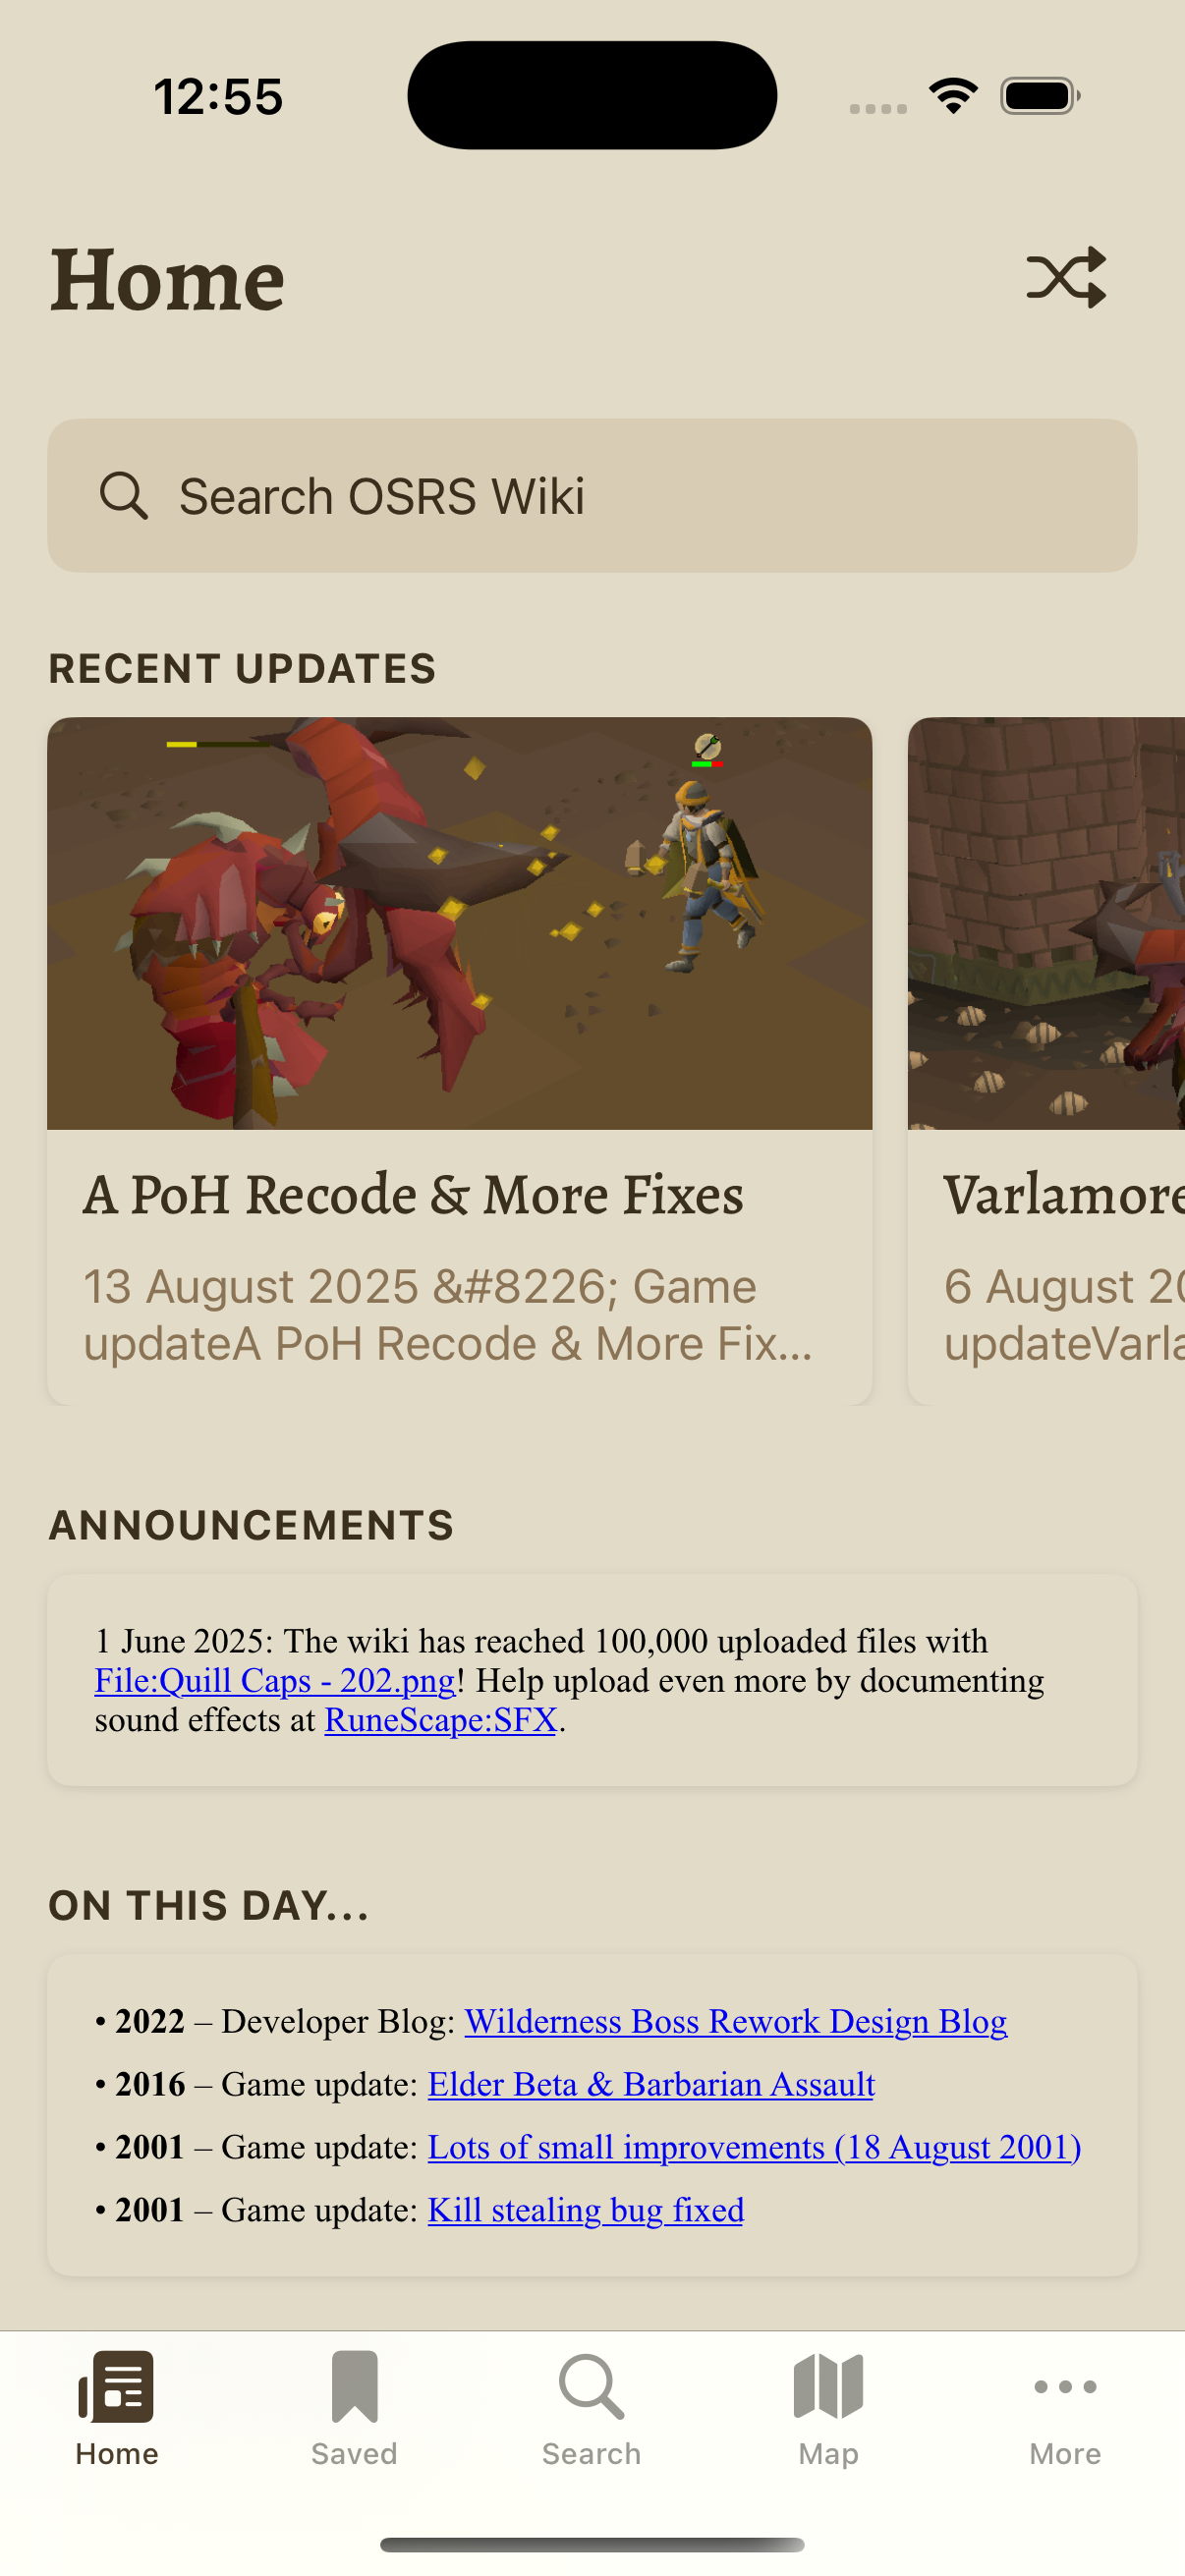 12:55
Home
Search OSRS Wiki
RECENT UPDATES
A PoH Recode & More Fixes
13 August 2025 &#8226; Game
updateA PoH Recode & More Fix...
Varlamore
6 August 20
updateVarla
ANNOUNCEMENTS
1 June 2025: The wiki has reached 100,000 uploaded files with
File:Quill Caps - 202.png! Help upload even more by documenting
sound effects at RuneScape:SFX.
ON THIS DAY...
• 2022 – Developer Blog: Wilderness Boss Rework Design Blog
• 2016 – Game update: Elder Beta & Barbarian Assault
• 2001 – Game update: Lots of small improvements (18 August 2001)
• 2001 – Game update: Kill stealing bug fixed
Home
Saved
Search
Map
More